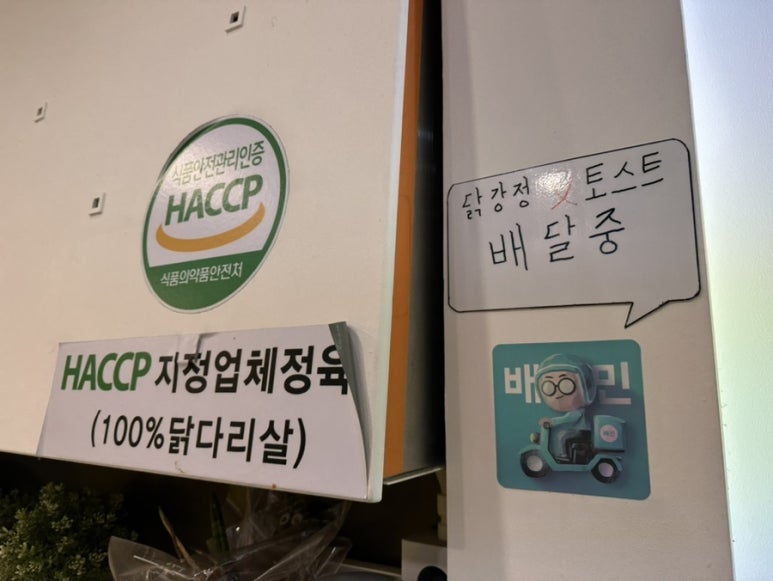 식품안전관리인증
HACCP
식품의약품안전처
HACCP 지정업체정육
(100%닭다리살)
닭강정 토스트
배달중
배민